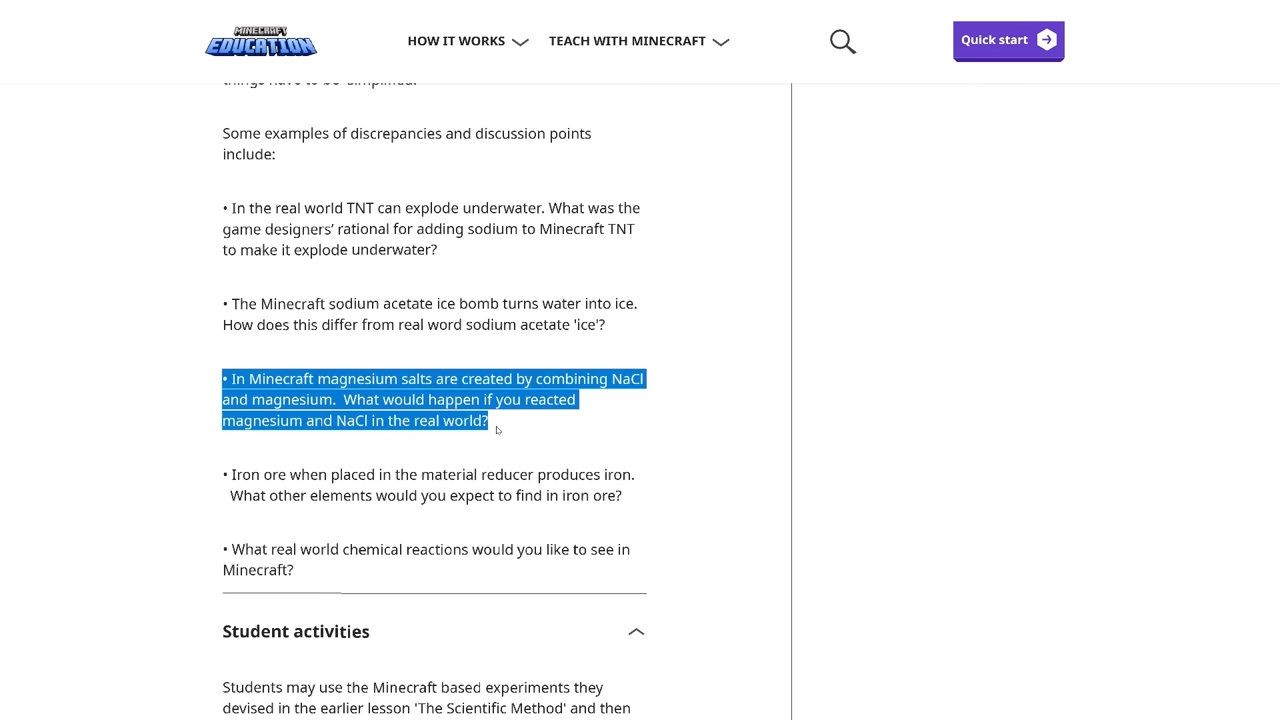 MINECRAFT
EDUCATION
HOW IT WORKS
TEACH WITH MINECRAFT
Quick start
things have to be simplified.
Some examples of discrepancies and discussion points
include:
• In the real world TNT can explode underwater. What was the
game designers’ rational for adding sodium to Minecraft TNT
to make it explode underwater?
• The Minecraft sodium acetate ice bomb turns water into ice.
How does this differ from real word sodium acetate 'ice'?
• In Minecraft magnesium salts are created by combining NaCl
and magnesium.  What would happen if you reacted
magnesium and NaCl in the real world?
• Iron ore when placed in the material reducer produces iron.
What other elements would you expect to find in iron ore?
• What real world chemical reactions would you like to see in
Minecraft?
Student activities
Students may use the Minecraft based experiments they
devised in the earlier lesson 'The Scientific Method' and then